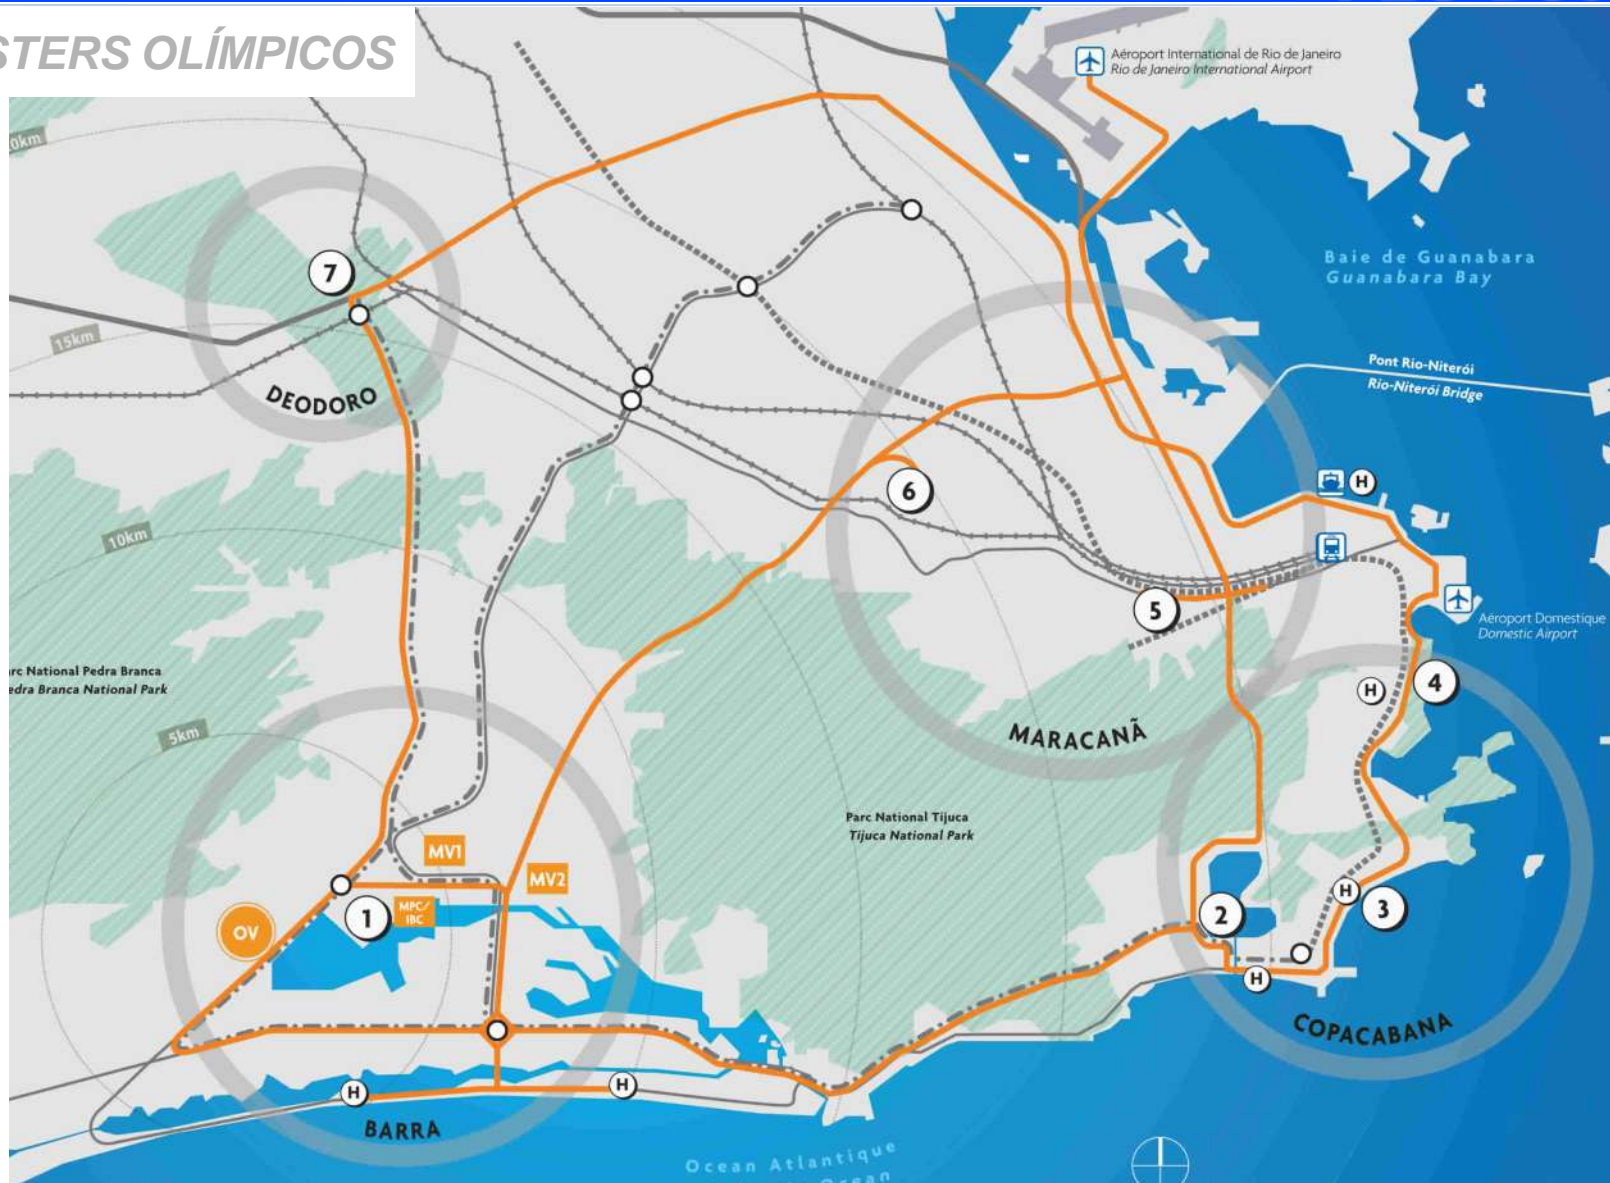 STERS OLÍMPICOS
Aéroport International de Rio de Janeiro
Rio de Janeiro International Airport
0km
Baie de Guanabara
Guanabara Bay
7
15km
Pont Rio-Niterói
Rio-Niterói Bridge
DEODORO
6
H
10km
5
Aéroport Domestique
Domestic Airport
arc National Pedra Branca
edra Branca National Park
H
4
5km
MARACANÃ
Parc National Tijuca
Tijuca National Park
MV1
MV2
H
3
1
MPC/
IBC
2
OV
H
COPACABANA
H
H
BARRA
Ocean Atlantique
Ocean